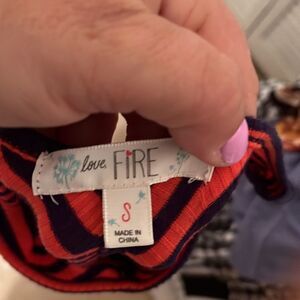 love, FIRE
S
MADE IN
CHINA